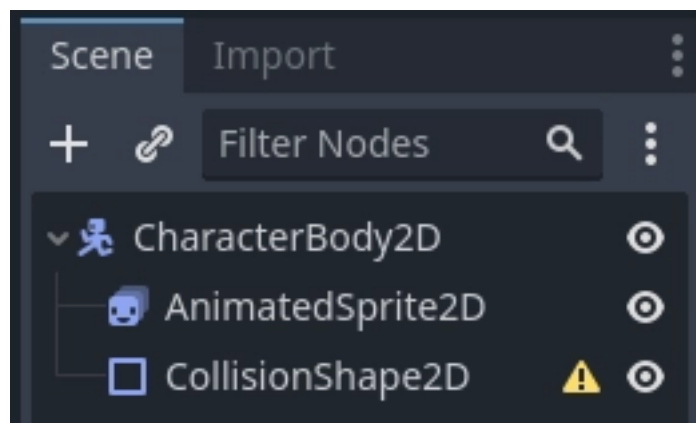 Scene Import
Filter Nodes
CharacterBody2D
AnimatedSprite2D
CollisionShape2D